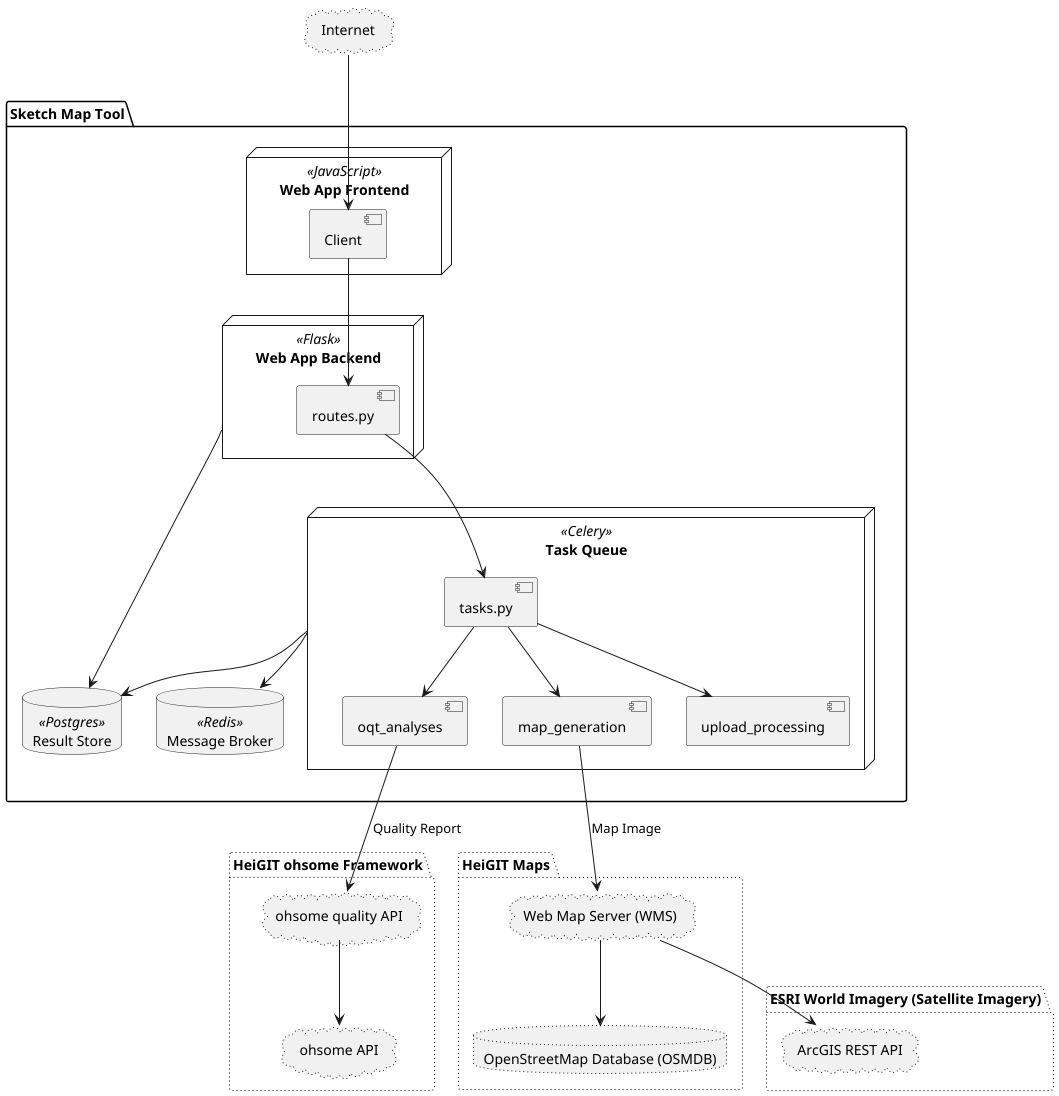 Internet
Sketch Map Tool
«JavaScript»
Web App Frontend
Client
«Flask»
Web App Backend
routes.py
«Celery»
Task Queue
tasks.py
«Postgres»
Result Store
«Redis»
Message Broker
oqt_analyses
map_generation
upload_processing
Quality Report
Map Image
HeiGIT ohsome Framework
HeiGIT Maps
ohsome quality API
Web Map Server (WMS)
ESRI World Imagery (Satellite Imagery)
ohsome API
OpenStreetMap Database (OSMDB)
ArcGIS REST API